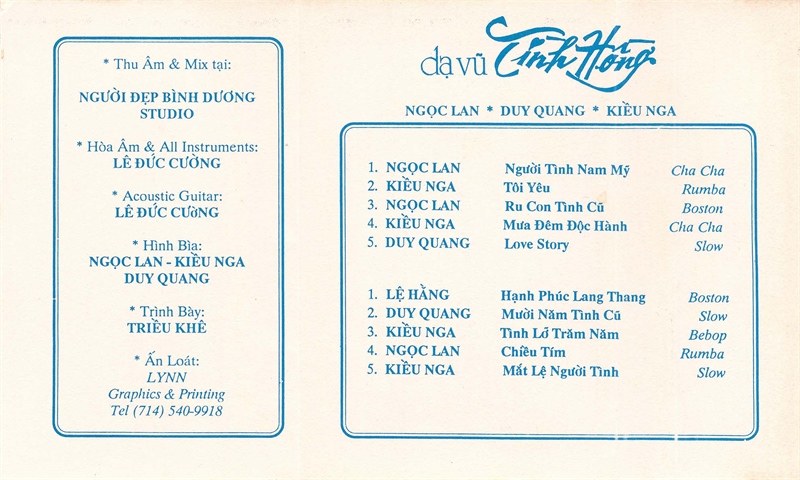 * Thu Âm & Mix tại:
NGƯỜI ĐẸP BÌNH DƯƠNG
STUDIO
* Hòa Âm & All Instruments:
LÊ ĐỨC CƯỜNG
* Acoustic Guitar:
LÊ ĐỨC CƯờNG
* Hình Bìa:
NGỌC LAN - KIỀU NGA
DUY QUANG
* Trình Bày:
TRIỀU KHÊ
* Ấn Loát:
LYNN
Graphics & Printing
Tel (714) 540-9918
dạ vũ Tình Hồng
NGỌC LAN * DUY QUANG * KIỀU NGA
1. NGỌC LAN Người Tình Nam Mỹ Cha Cha
2. KIỀU NGA Tôi Yêu Rumba
3. NGỌC LAN Ru Con Tình Cũ Boston
4. KIỀU NGA Mưa Đêm Độc Hành Cha Cha
5. DUY QUANG Love Story Slow
1. LỆ HẰNG Hạnh Phúc Lang Thang Boston
2. DUY QUANG Mười Năm Tình Cũ Slow
3. KIỀU NGA Tình Lỡ Trăm Năm Bebop
4. NGỌC LAN Chiều Tím Rumba
5. KIỀU NGA Mắt Lệ Người Tình Slow